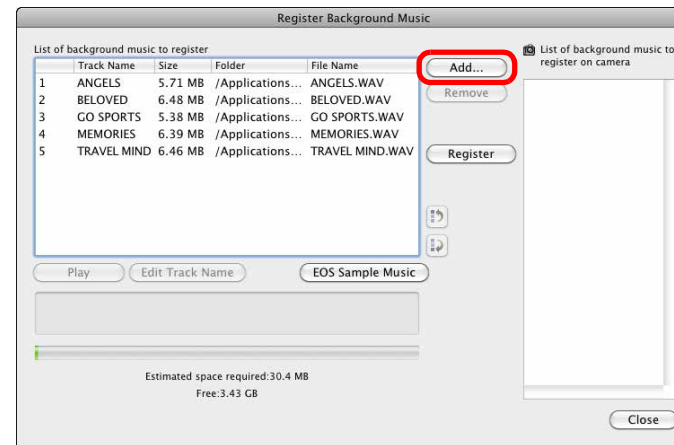 Register Background Music
List of background music to register
Track Name Size Folder File Name
1 ANGELS 5.71 MB /Applications... ANGELS.WAV
2 BELOVED 6.48 MB /Applications... BELOVED.WAV
3 GO SPORTS 5.38 MB /Applications... GO SPORTS.WAV
4 MEMORIES 6.39 MB /Applications... MEMORIES.WAV
5 TRAVEL MIND 6.46 MB /Applications... TRAVEL MIND.WAV
Add...
Remove
Register
Play
Edit Track Name
EOS Sample Music
Estimated space required:30.4 MB
Free:3.43 GB
List of background music to
register on camera
Close